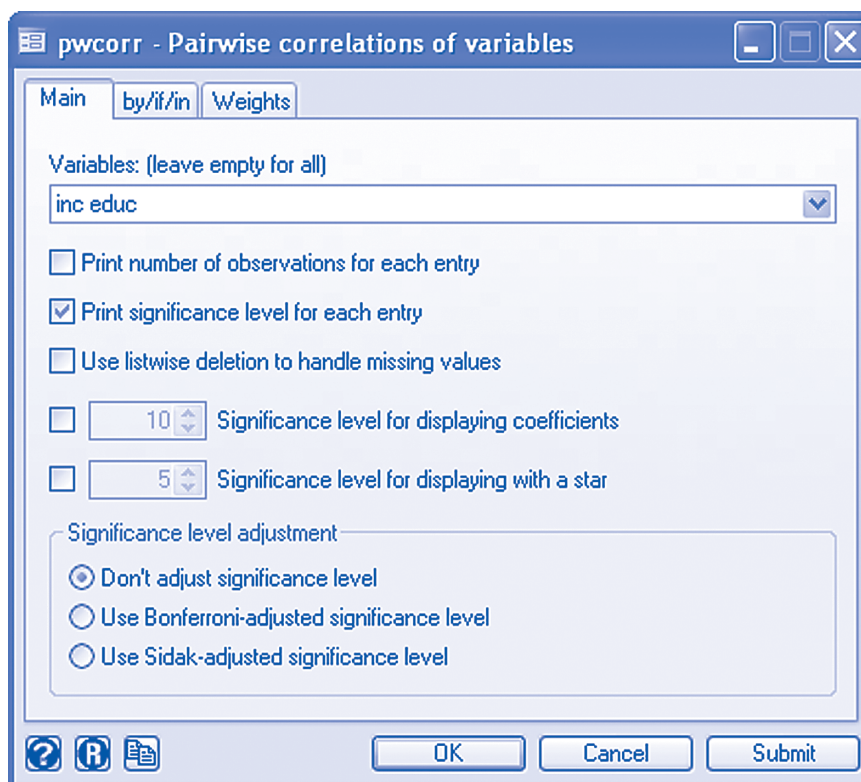 pwcorr - Pairwise correlations of variables
Main by/if/in Weights
Variables: (leave empty for all)
inc educ
Print number of observations for each entry
Print significance level for each entry
Use listwise deletion to handle missing values
10 Significance level for displaying coefficients
5 Significance level for displaying with a star
Significance level adjustment
Don't adjust significance level
Use Bonferroni-adjusted significance level
Use Sidak-adjusted significance level
? R OK Cancel Submit